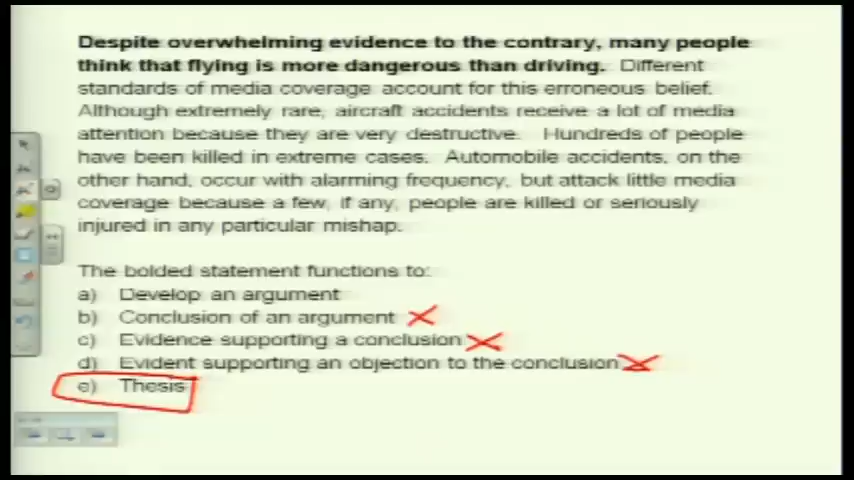 Despite overwhelming evidence to the contrary, many people
think that flying is more dangerous than driving. Different
standards of media coverage account for this erroneous belief.
Although extremely rare, aircraft accidents receive a lot of media
attention because they are very destructive. Hundreds of people
have been killed in extreme cases. Automobile accidents, on the
other hand, occur with alarming frequency, but attack little media
coverage because a few, if any, people are killed or seriously
injured in any particular mishap.
The bolded statement functions to:
a) Develop an argument
b) Conclusion of an argument
c) Evidence supporting a conclusion
d) Evident supporting an objection to the conclusion
e) Thesis